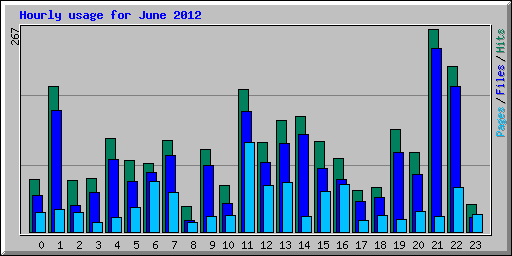 Hourly usage for June 2012
267
Pages / Files / Hits
0 1 2 3 4 5 6 7 8 9 10 11 12 13 14 15 16 17 18 19 20 21 22 23